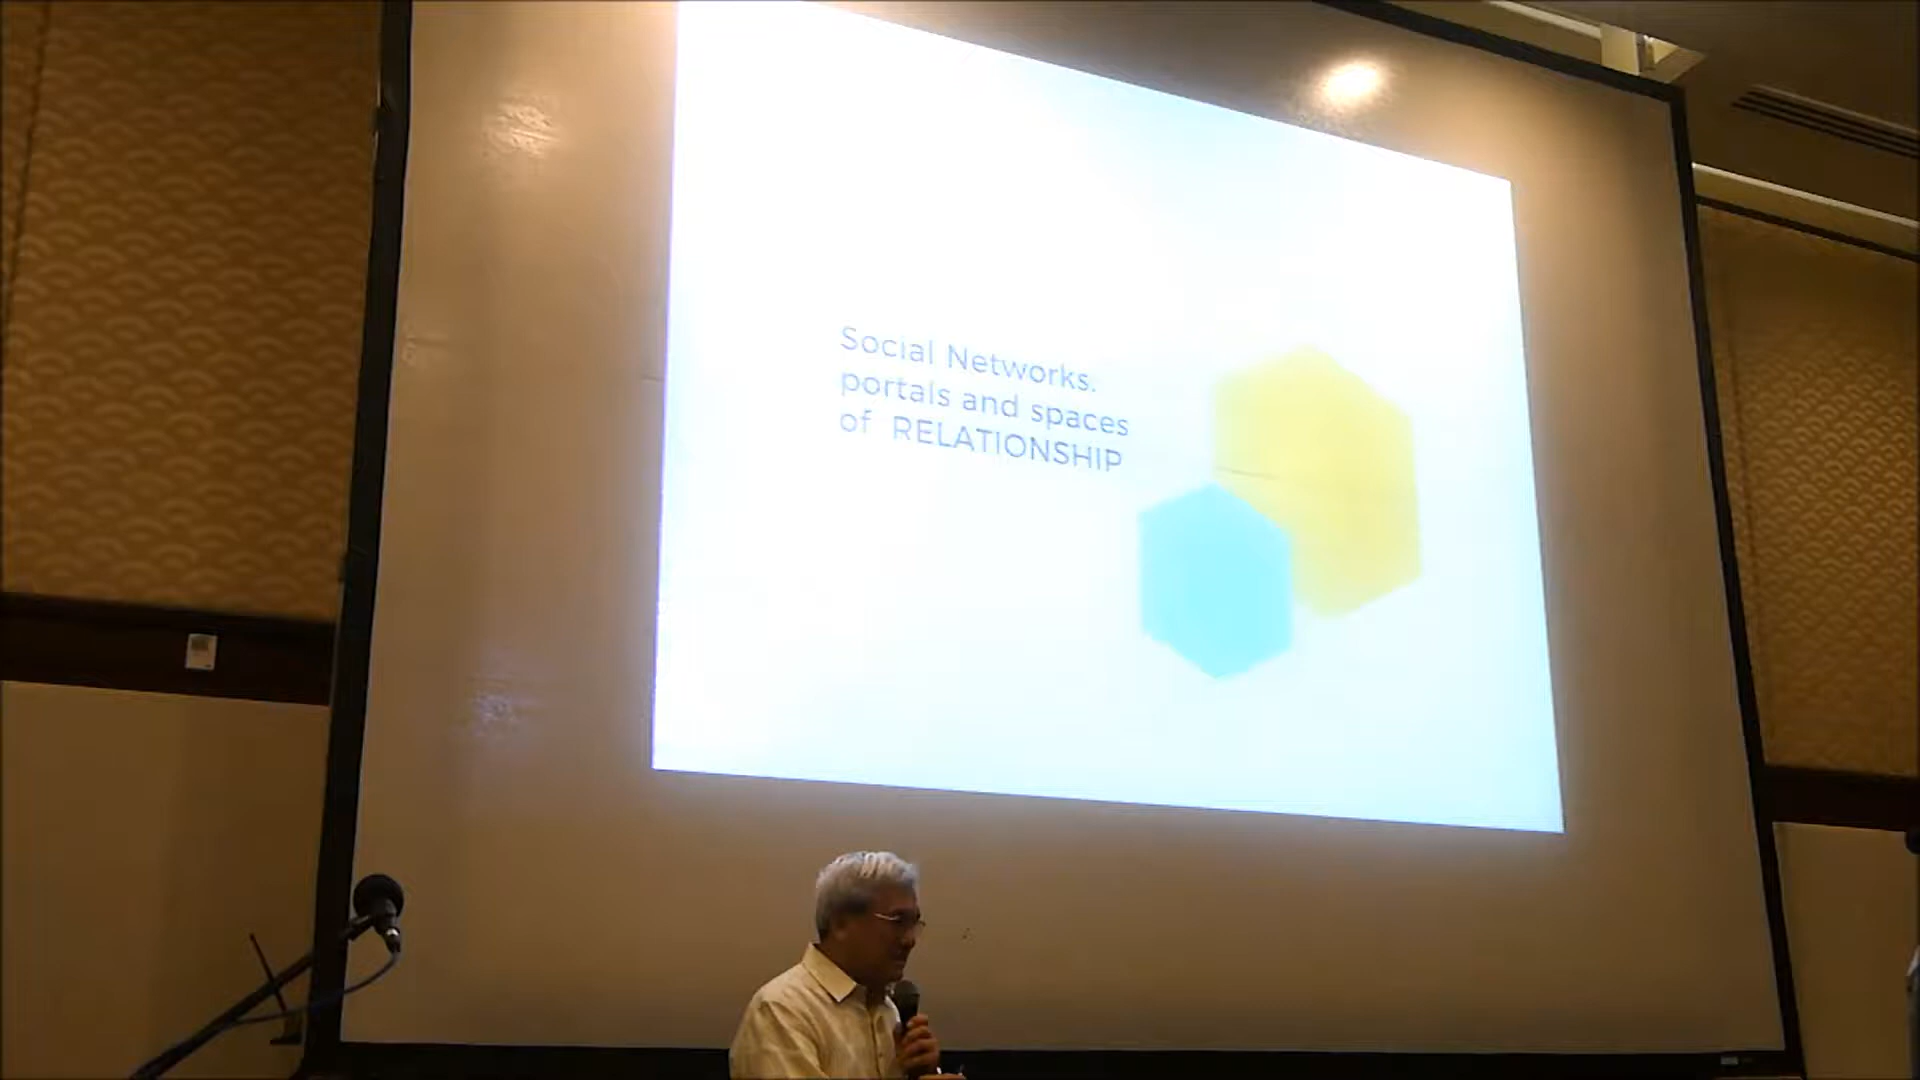 Social Networks.
portals and spaces
of RELATIONSHIP